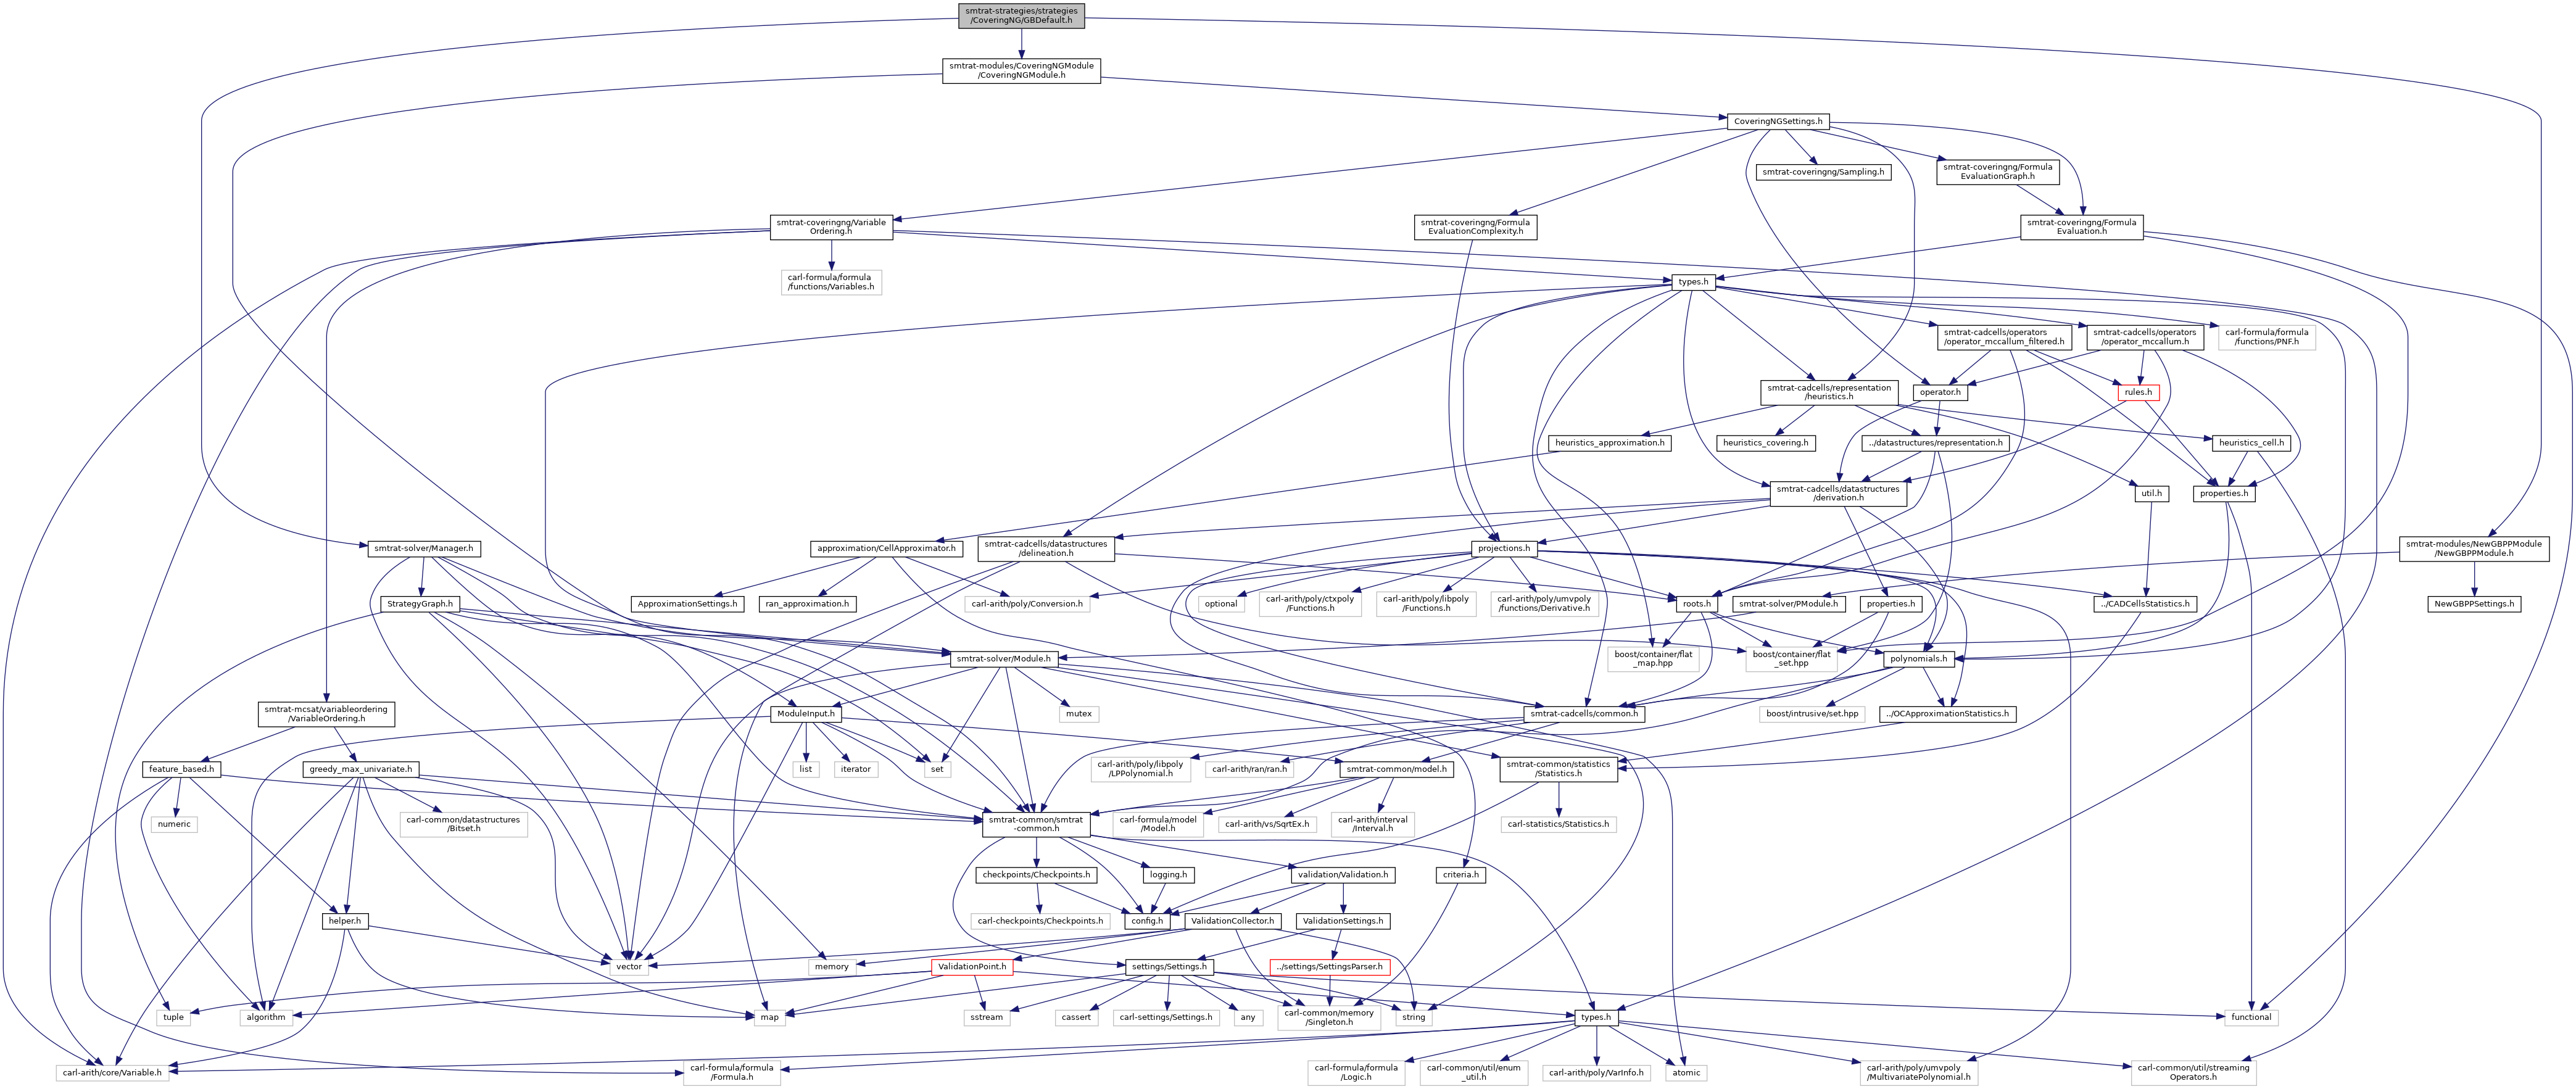 smtrat-strategies/strategies
/CoveringNG/GBDefault.h
smtrat-modules/CoveringNGModule
/CoveringNGModule.h
CoveringNGSettings.h
smtrat-coveringng/Sampling.h
smtrat-coveringng/Formula
EvaluationGraph.h
smtrat-coveringng/Variable
Ordering.h
smtrat-coveringng/Formula
EvaluationComplexity.h
smtrat-coveringng/Formula
Evaluation.h
carl-formula/formula
/functions/Variables.h
types.h
smtrat-cadcells/operators
/operator_mccallum_filtered.h
smtrat-cadcells/operators
/operator_mccallum.h
carl-formula/formula
/functions/PNF.h
smtrat-cadcells/representation
/heuristics.h
operator.h
rules.h
heuristics_approximation.h
heuristics_covering.h
../datastructures/representation.h
heuristics_cell.h
smtrat-cadcells/datastructures
/derivation.h
util.h
properties.h
smtrat-solver/Manager.h
approximation/CellApproximator.h
smtrat-cadcells/datastructures
/delineation.h
projections.h
smtrat-modules/NewGBPPModule
/NewGBPPModule.h
StrategyGraph.h
ApproximationSettings.h
ran_approximation.h
carl-arith/poly/Conversion.h
optional
carl-arith/poly/ctxpoly
/Functions.h
carl-arith/poly/libpoly
/Functions.h
carl-arith/poly/umvpoly
/functions/Derivative.h
roots.h
smtrat-solver/PModule.h
properties.h
../CADCellsStatistics.h
NewGBPPSettings.h
smtrat-solver/Module.h
boost/container/flat
_map.hpp
boost/container/flat
_set.hpp
polynomials.h
smtrat-mcsat/variableordering
/VariableOrdering.h
ModuleInput.h
mutex
smtrat-cadcells/common.h
boost/intrusive/set.hpp
../OCApproximationStatistics.h
feature_based.h
greedy_max_univariate.h
list
iterator
set
carl-arith/poly/libpoly
/LPPolynomial.h
carl-arith/ran/ran.h
smtrat-common/model.h
smtrat-common/statistics
/Statistics.h
numeric
carl-common/datastructures
/Bitset.h
smtrat-common/smtrat
-common.h
carl-formula/model
/Model.h
carl-arith/vs/SqrtEx.h
carl-arith/interval
/Interval.h
carl-statistics/Statistics.h
checkpoints/Checkpoints.h
logging.h
validation/Validation.h
criteria.h
helper.h
carl-checkpoints/Checkpoints.h
config.h
ValidationCollector.h
ValidationSettings.h
vector
memory
ValidationPoint.h
settings/Settings.h
../settings/SettingsParser.h
tuple
algorithm
map
sstream
cassert
carl-settings/Settings.h
any
carl-common/memory
/Singleton.h
string
types.h
functional
carl-arith/core/Variable.h
carl-formula/formula
/Formula.h
carl-formula/formula
/Logic.h
carl-common/util/enum
_util.h
carl-arith/poly/VarInfo.h
atomic
carl-arith/poly/umvpoly
/MultivariatePolynomial.h
carl-common/util/streaming
Operators.h